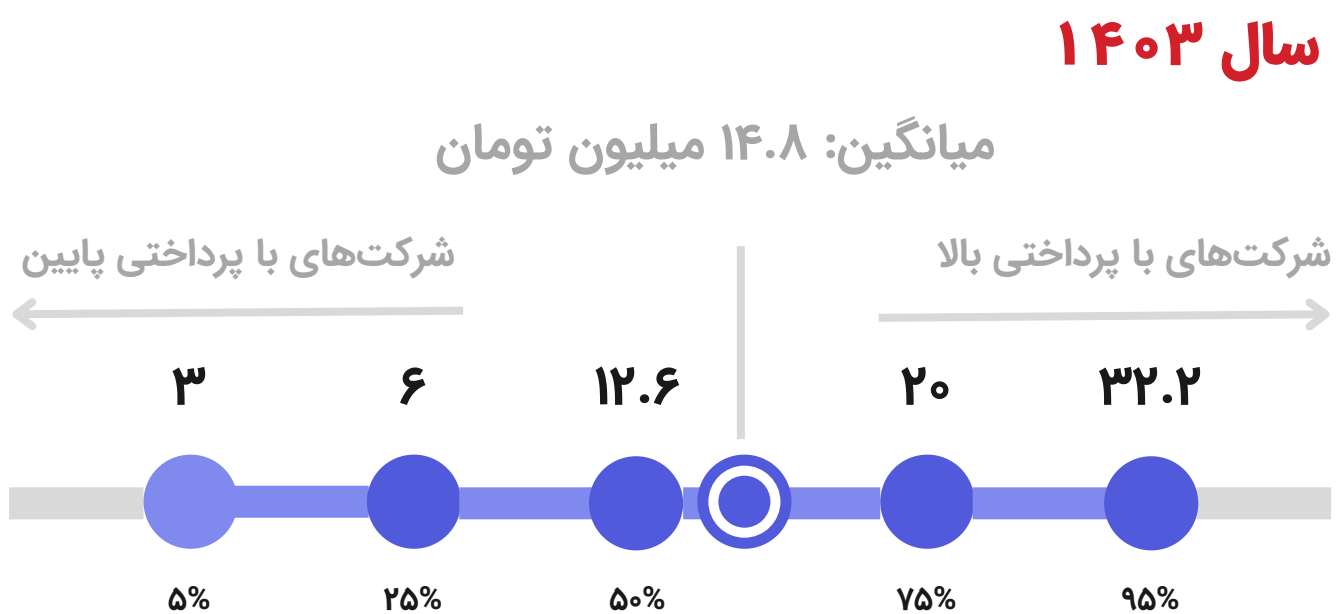 سال ۱۴۰۳
میانگین: ۱۴.۸ میلیون تومان
شرکت‌های با پرداختی بالا
شرکت‌های با پرداختی پایین
۳ ۶ ۱۲.۶ ۲۰ ۳۲.۲
۵% ۲۵% ۵۰% ۷۵% ۹۵%